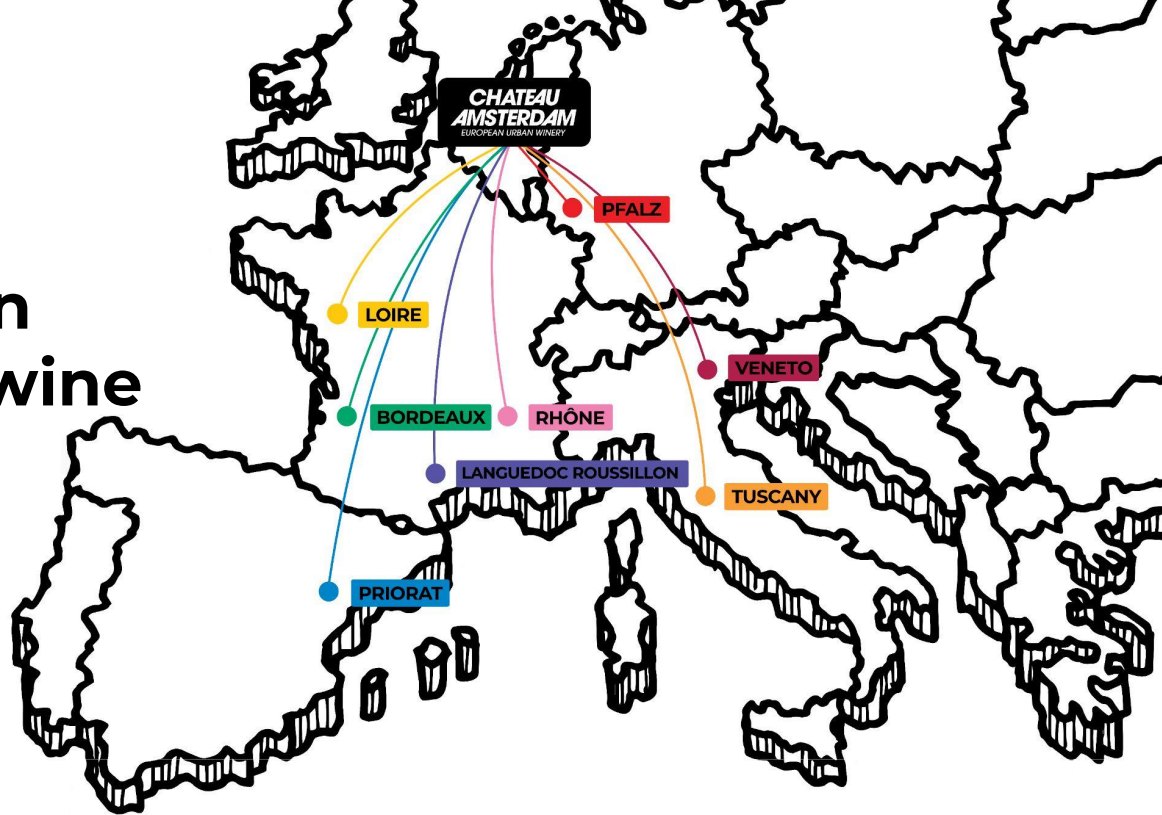 CHATEAU
AMSTERDAM
EUROPEAN URBAN WINERY
PFALZ
n
LOIRE
VENETO
wine
BORDEAUX
RHÔNE
LANGUEDOC ROUSSILLON
TUSCANY
PRIORAT